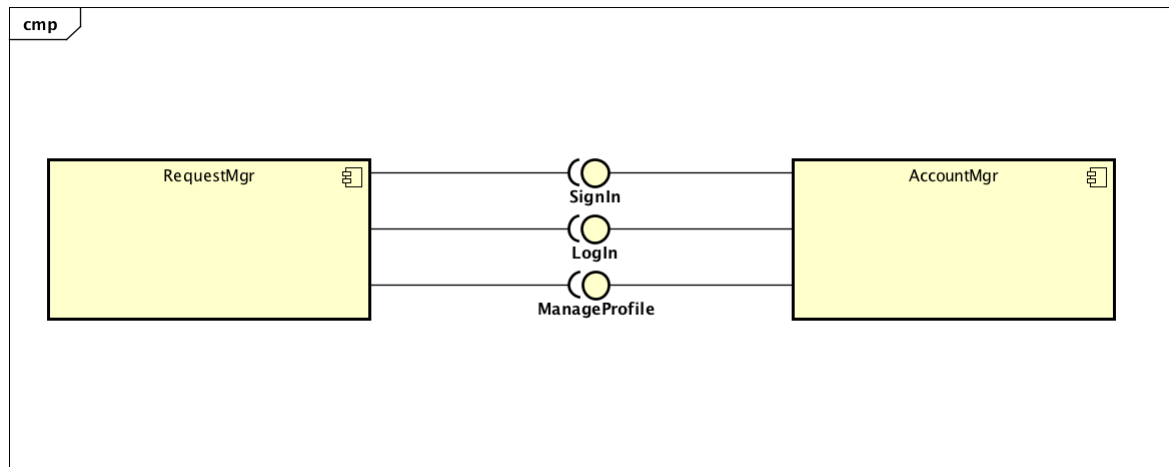 cmp
RequestMgr
AccountMgr
SignIn
LogIn
ManageProfile